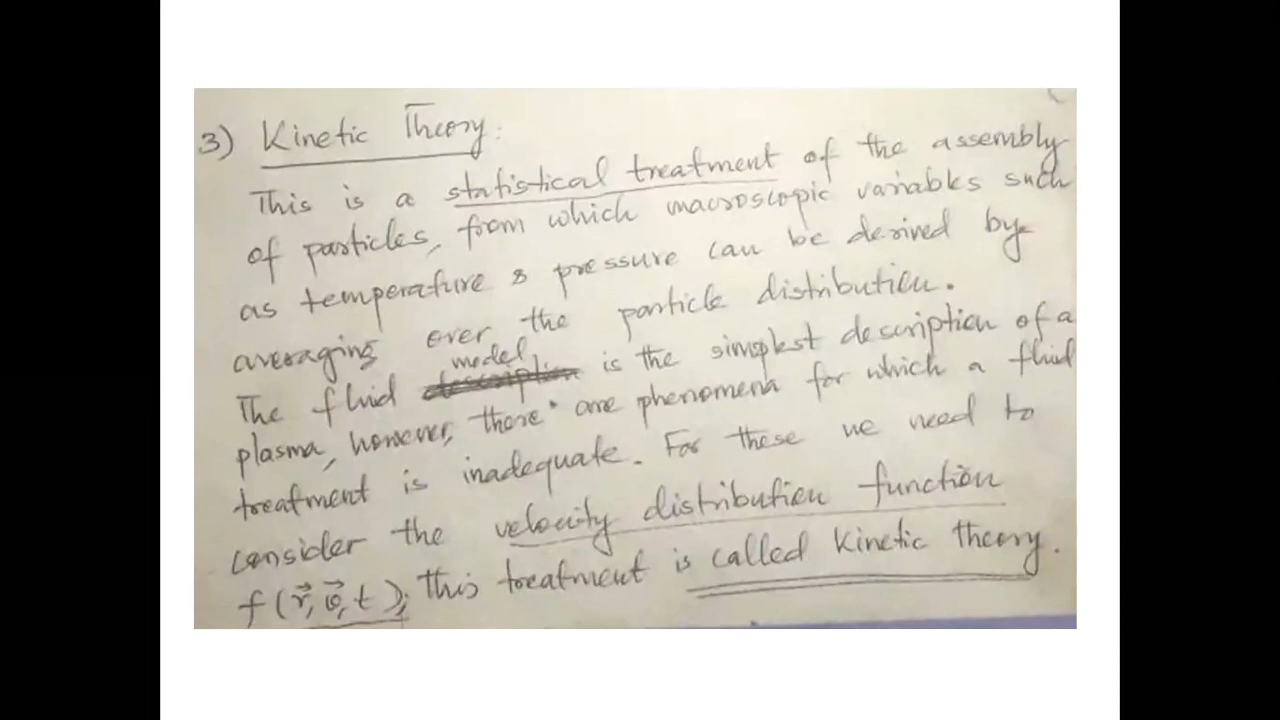 3) Kinetic Theory:
This is a statistical treatment of the assembly
of particles, from which macroscopic variables such
as temperature & pressure can be derived by
averaging over the particle distribution.
The fluid model is the simplest description of a
plasma, however, there are phenomena for which a fluid
treatment is inadequate. For these we need to
consider the velocity distribution function
f(r⃗, v⃗, t); This treatment is called kinetic theory.